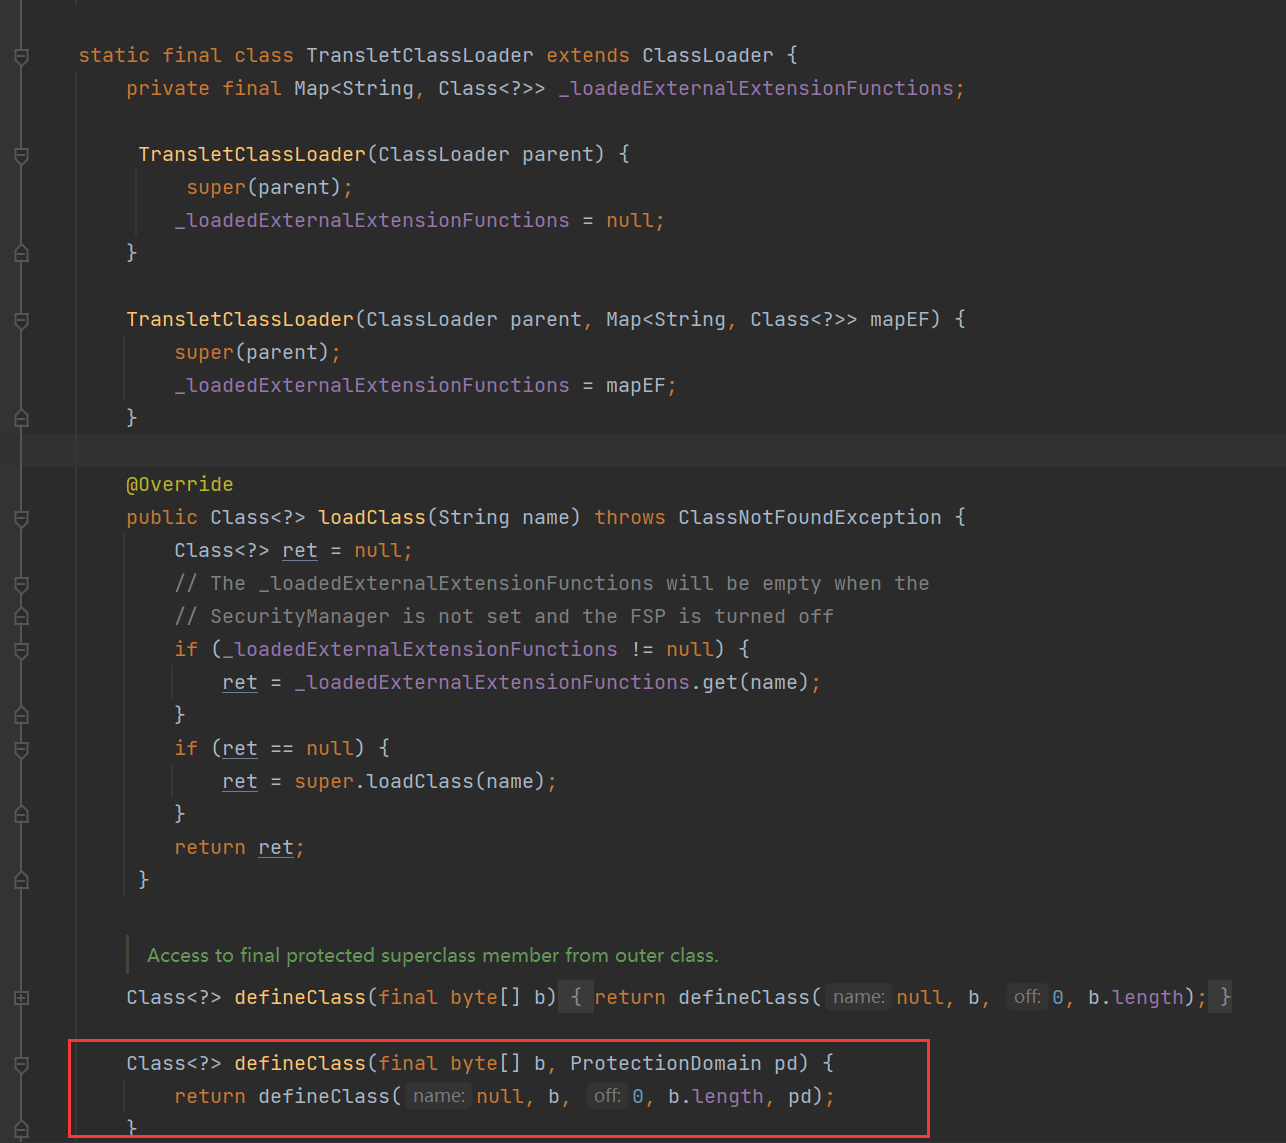 static final class TransletClassLoader extends ClassLoader {
private final Map<String, Class<?>> _loadedExternalExtensionFunctions;
TransletClassLoader(ClassLoader parent) {
super(parent);
_loadedExternalExtensionFunctions = null;
}
TransletClassLoader(ClassLoader parent, Map<String, Class<?>> mapEF) {
super(parent);
_loadedExternalExtensionFunctions = mapEF;
}
@Override
public Class<?> loadClass(String name) throws ClassNotFoundException {
Class<?> ret = null;
// The _loadedExternalExtensionFunctions will be empty when the
// SecurityManager is not set and the FSP is turned off
if (_loadedExternalExtensionFunctions != null) {
ret = _loadedExternalExtensionFunctions.get(name);
}
if (ret == null) {
ret = super.loadClass(name);
}
return ret;
}
Access to final protected superclass member from outer class.
Class<?> defineClass(final byte[] b) { return defineClass( name: null, b, off: 0, b.length); }
Class<?> defineClass(final byte[] b, ProtectionDomain pd) {
return defineClass( name: null, b, off: 0, b.length, pd);
}